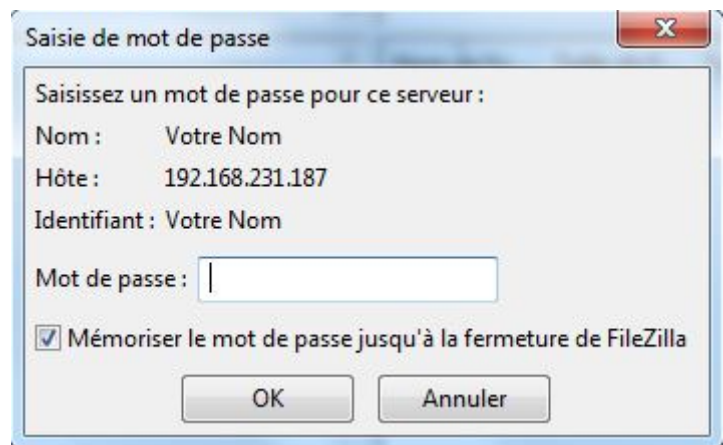 Saisie de mot de passe
Saisissez un mot de passe pour ce serveur :
Nom : Votre Nom
Hôte : 192.168.231.187
Identifiant : Votre Nom
Mot de passe :
Mémoriser le mot de passe jusqu'à la fermeture de FileZilla
OK Annuler